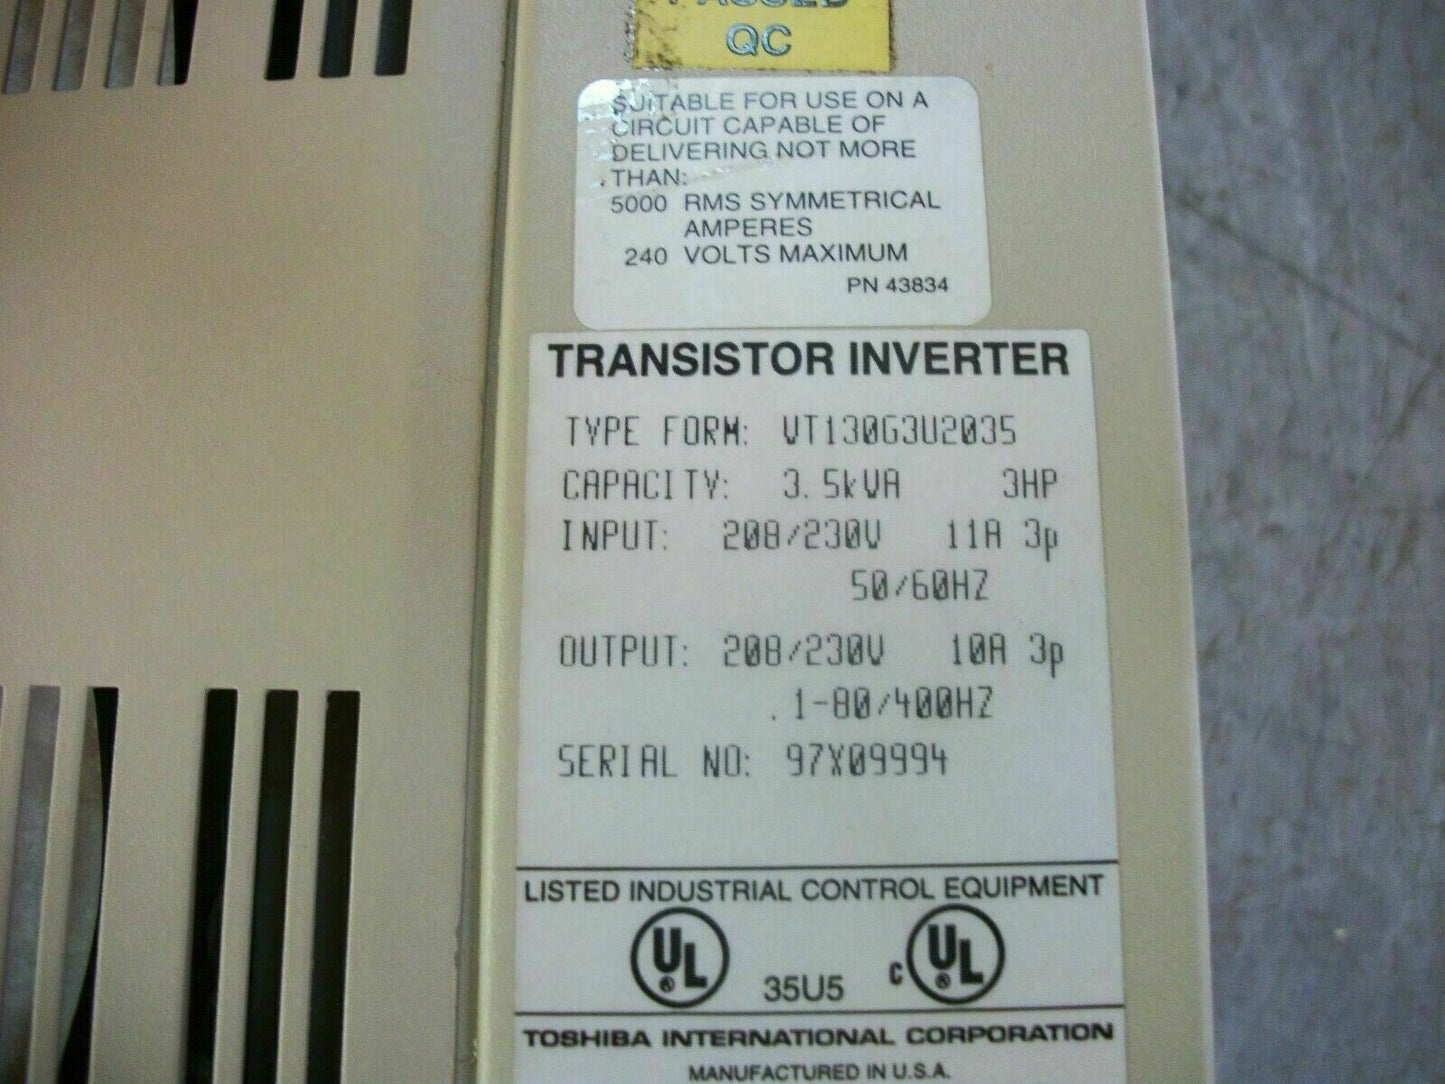 PASSED
QC
SUITABLE FOR USE ON A
CIRCUIT CAPABLE OF
DELIVERING NOT MORE
THAN:
5000 RMS SYMMETRICAL
AMPERES
240 VOLTS MAXIMUM
PN 43834
TRANSISTOR INVERTER
TYPE FORM: VT130G3U2035
CAPACITY: 3.5kVA 3HP
INPUT: 208/230V 11A 3p
50/60HZ
OUTPUT: 208/230V 10A 3p
.1-80/400HZ
SERIAL NO: 97X09994
LISTED INDUSTRIAL CONTROL EQUIPMENT
UL® 35U5 c UL®
TOSHIBA INTERNATIONAL CORPORATION
MANUFACTURED IN U.S.A.